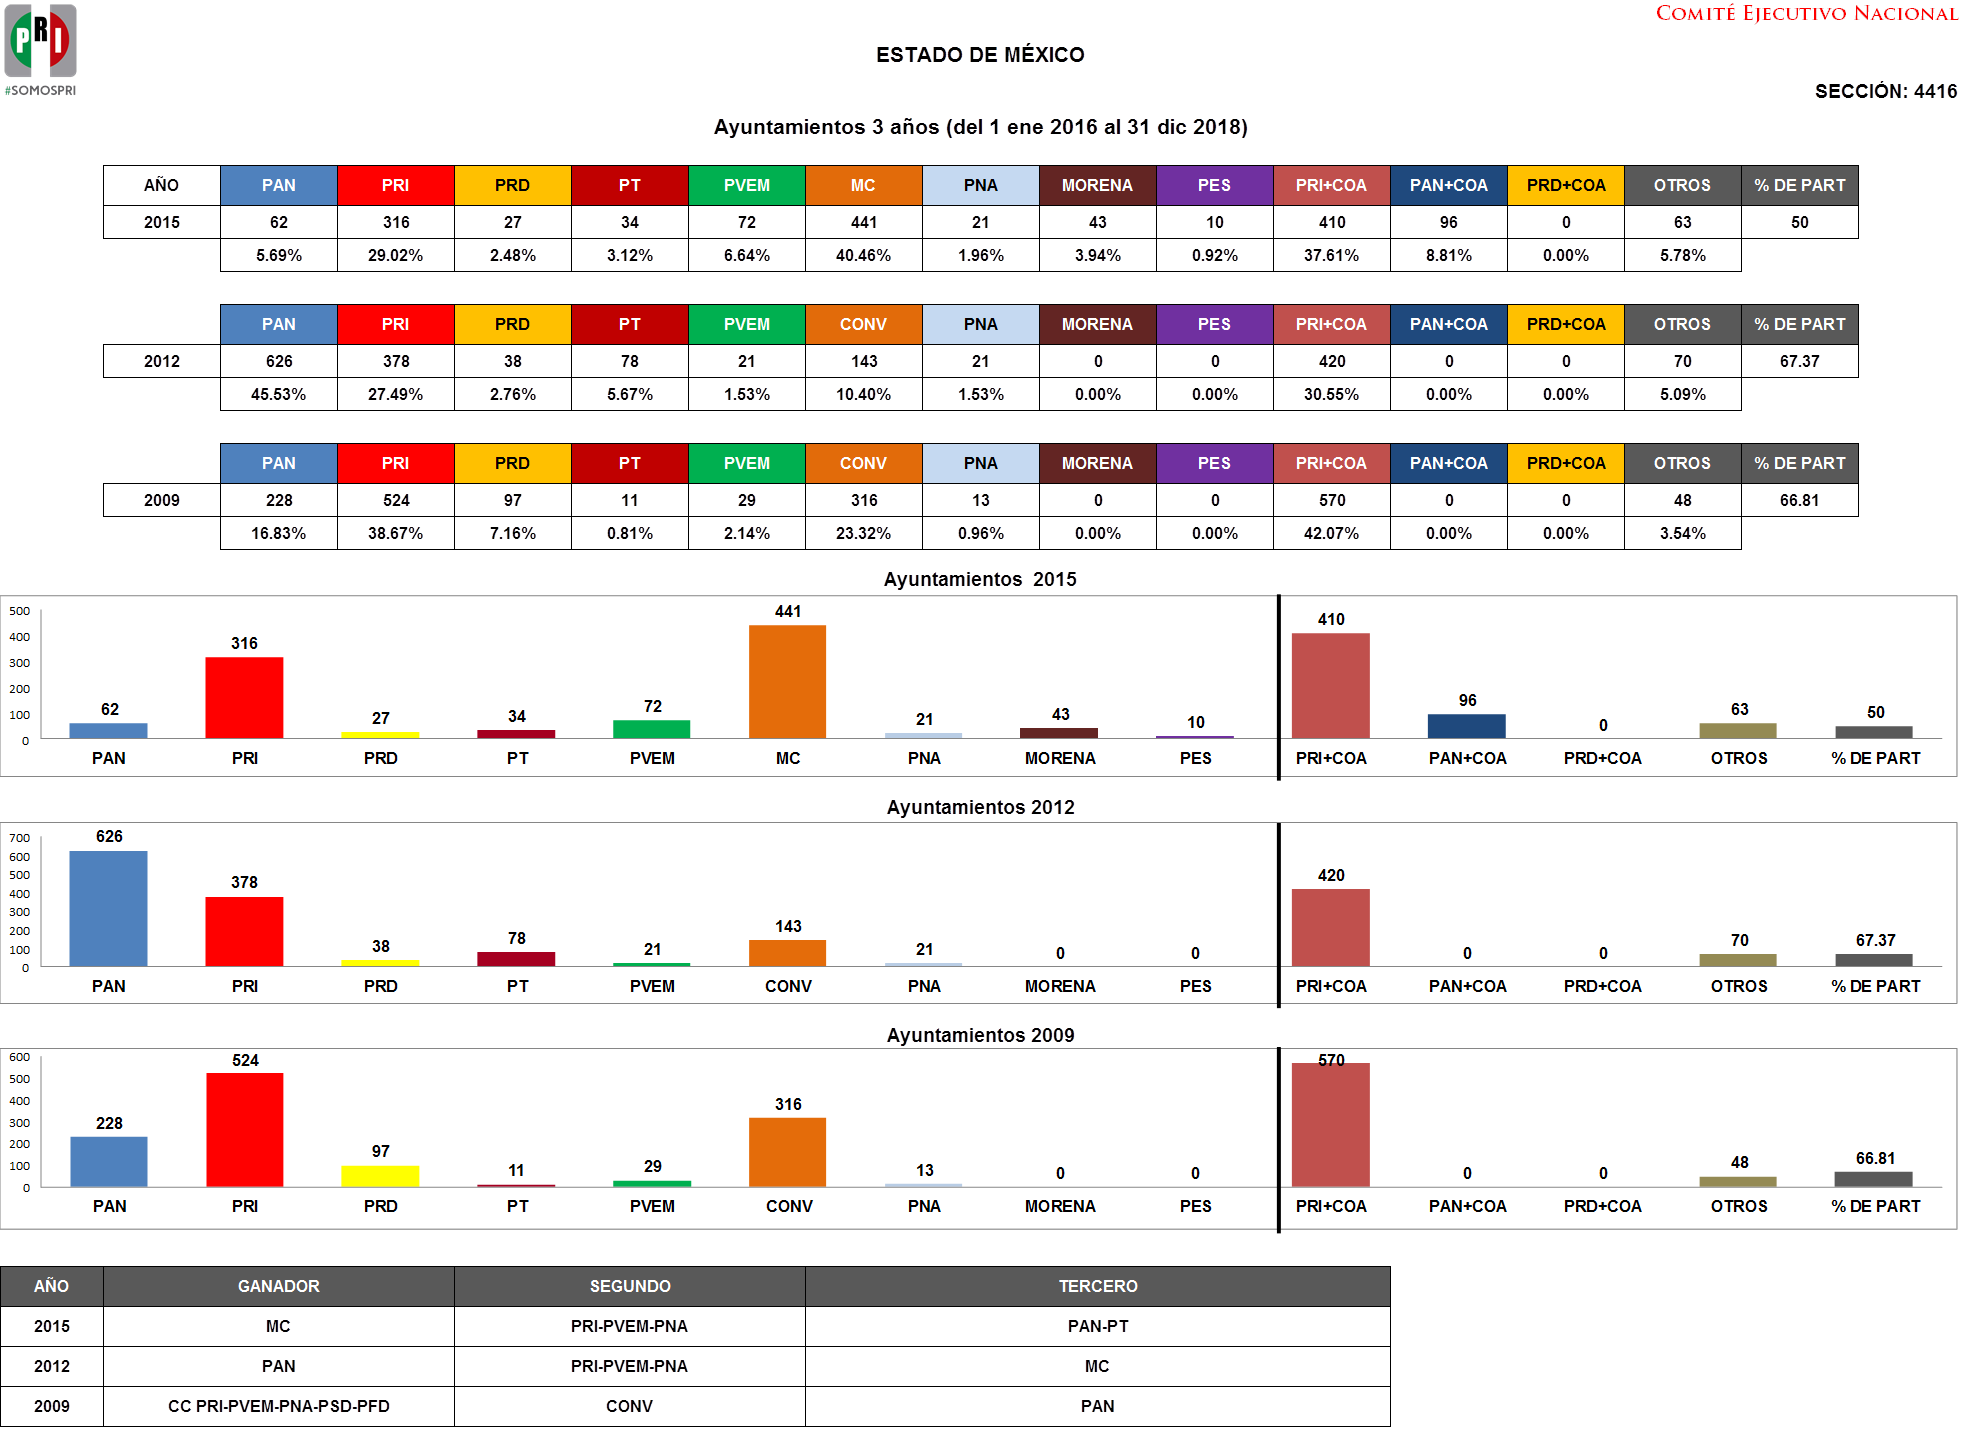 PRI
#SOMOSPRI
COMITÉ EJECUTIVO NACIONAL
ESTADO DE MÉXICO
SECCIÓN: 4416
Ayuntamientos 3 años (del 1 ene 2016 al 31 dic 2018)
AÑO PAN PRI PRD PT PVEM MC PNA MORENA PES PRI+COA PAN+COA PRD+COA OTROS % DE PART
2015 62 316 27 34 72 441 21 43 10 410 96 0 63 50
5.69% 29.02% 2.48% 3.12% 6.64% 40.46% 1.96% 3.94% 0.92% 37.61% 8.81% 0.00% 5.78%
PAN PRI PRD PT PVEM CONV PNA MORENA PES PRI+COA PAN+COA PRD+COA OTROS % DE PART
2012 626 378 38 78 21 143 21 0 0 420 0 0 70 67.37
45.53% 27.49% 2.76% 5.67% 1.53% 10.40% 1.53% 0.00% 0.00% 30.55% 0.00% 0.00% 5.09%
PAN PRI PRD PT PVEM CONV PNA MORENA PES PRI+COA PAN+COA PRD+COA OTROS % DE PART
2009 228 524 97 11 29 316 13 0 0 570 0 0 48 66.81
16.83% 38.67% 7.16% 0.81% 2.14% 23.32% 0.96% 0.00% 0.00% 42.07% 0.00% 0.00% 3.54%
Ayuntamientos 2015
500
400
300
200
100
0
62 316 27 34 72 441 21 43 10 410 96 0 63 50
PAN PRI PRD PT PVEM MC PNA MORENA PES PRI+COA PAN+COA PRD+COA OTROS % DE PART
Ayuntamientos 2012
700
600
500
400
300
200
100
0
626 378 38 78 21 143 21 0 0 420 0 0 70 67.37
PAN PRI PRD PT PVEM CONV PNA MORENA PES PRI+COA PAN+COA PRD+COA OTROS % DE PART
Ayuntamientos 2009
600
500
400
300
200
100
0
228 524 97 11 29 316 13 0 0 570 0 0 48 66.81
PAN PRI PRD PT PVEM CONV PNA MORENA PES PRI+COA PAN+COA PRD+COA OTROS % DE PART
AÑO GANADOR SEGUNDO TERCERO
2015 MC PRI-PVEM-PNA PAN-PT
2012 PAN PRI-PVEM-PNA MC
2009 CC PRI-PVEM-PNA-PSD-PFD CONV PAN